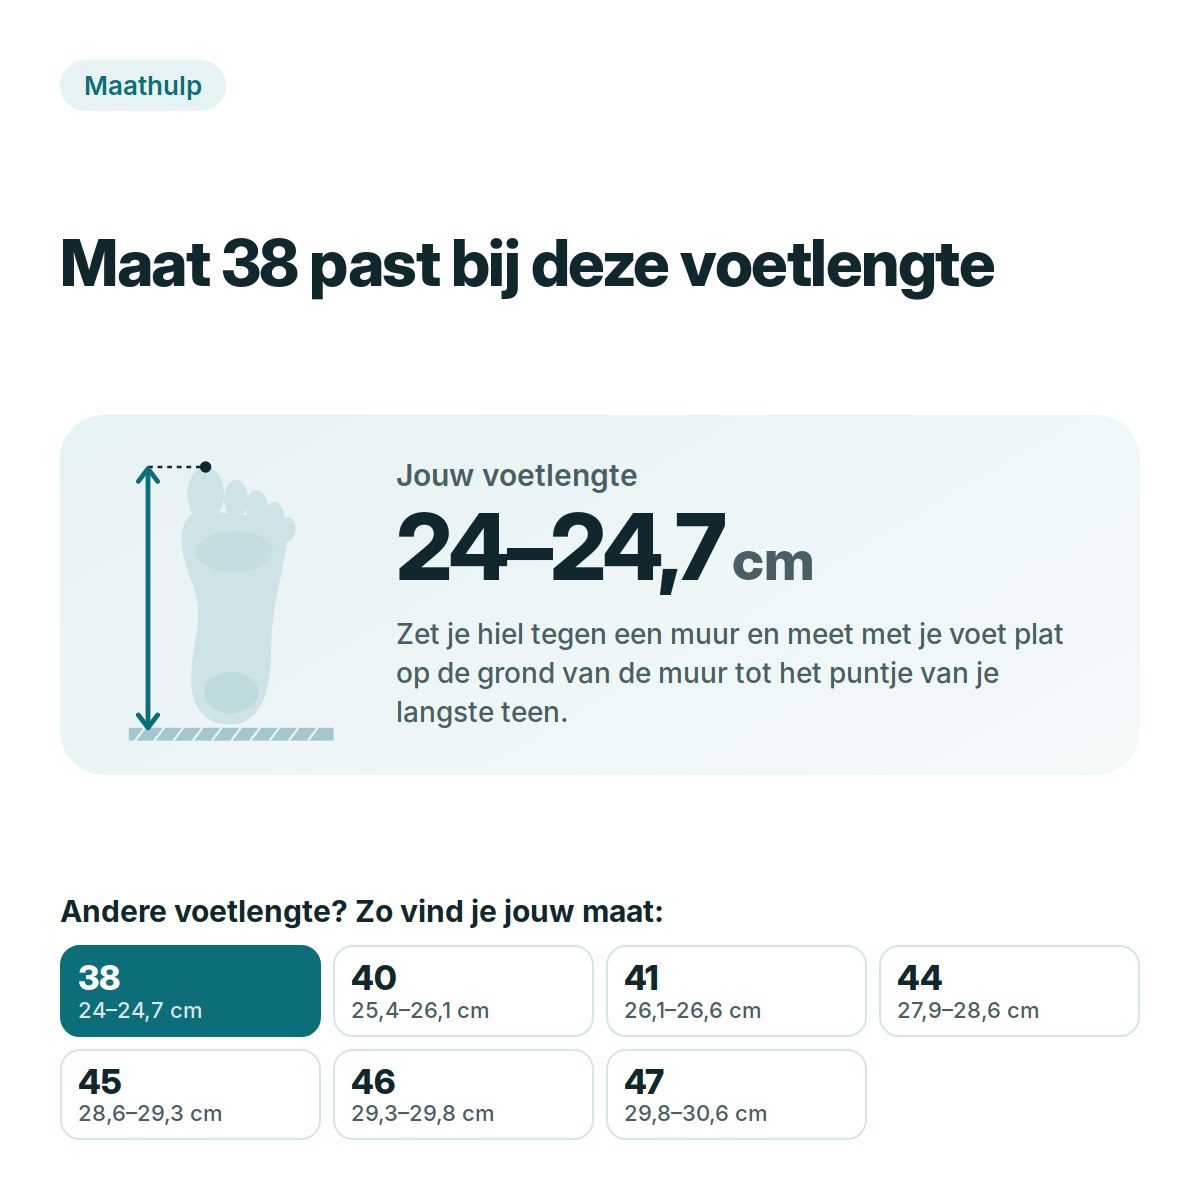 Maathulp
Maat 38 past bij deze voetlengte
Jouw voetlengte
24–24,7 cm
Zet je hiel tegen een muur en meet met je voet plat
op de grond van de muur tot het puntje van je
langste teen.
Andere voetlengte? Zo vind je jouw maat:
38
24–24,7 cm
40
25,4–26,1 cm
41
26,1–26,6 cm
44
27,9–28,6 cm
45
28,6–29,3 cm
46
29,3–29,8 cm
47
29,8–30,6 cm